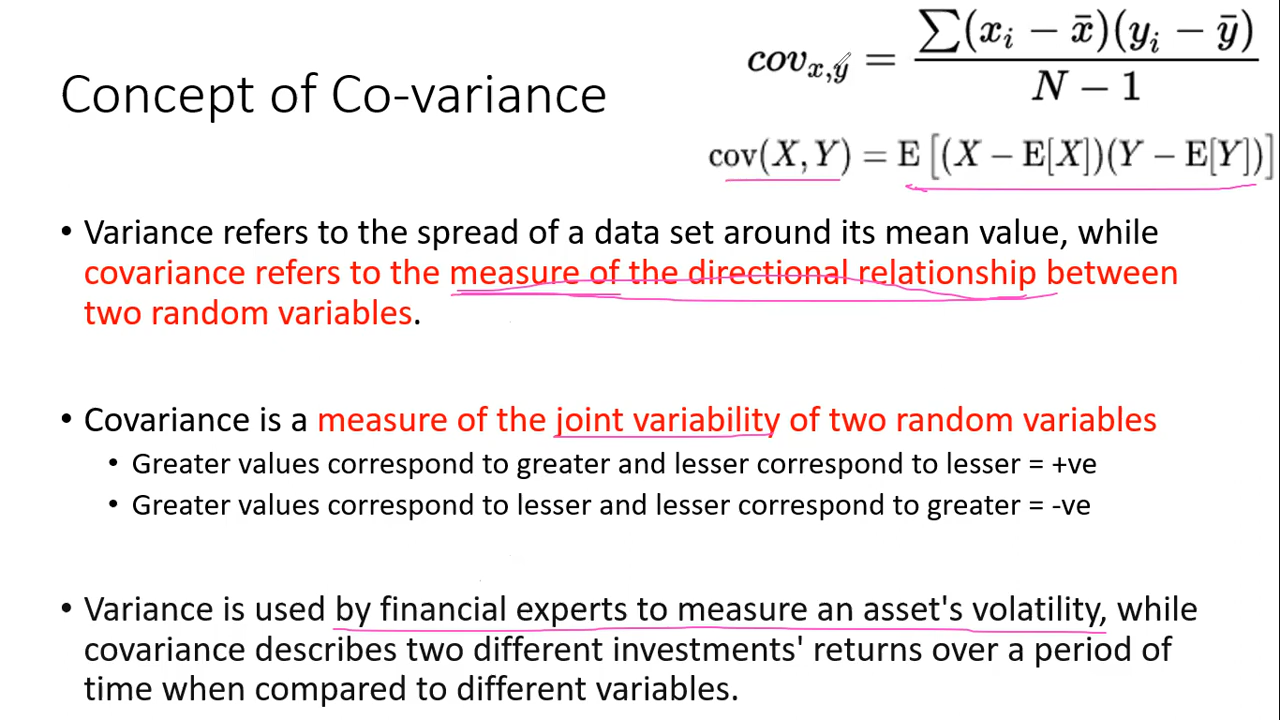 Concept of Co-variance
cov_{x,y} = \frac{\sum(x_i - \bar{x})(y_i - \bar{y})}{N - 1}
cov(X, Y) = E [(X − E[X])(Y − E[Y])]
• Variance refers to the spread of a data set around its mean value, while
covariance refers to the measure of the directional relationship between
two random variables.
• Covariance is a measure of the joint variability of two random variables
• Greater values correspond to greater and lesser correspond to lesser = +ve
• Greater values correspond to lesser and lesser correspond to greater = -ve
• Variance is used by financial experts to measure an asset's volatility, while
covariance describes two different investments' returns over a period of
time when compared to different variables.